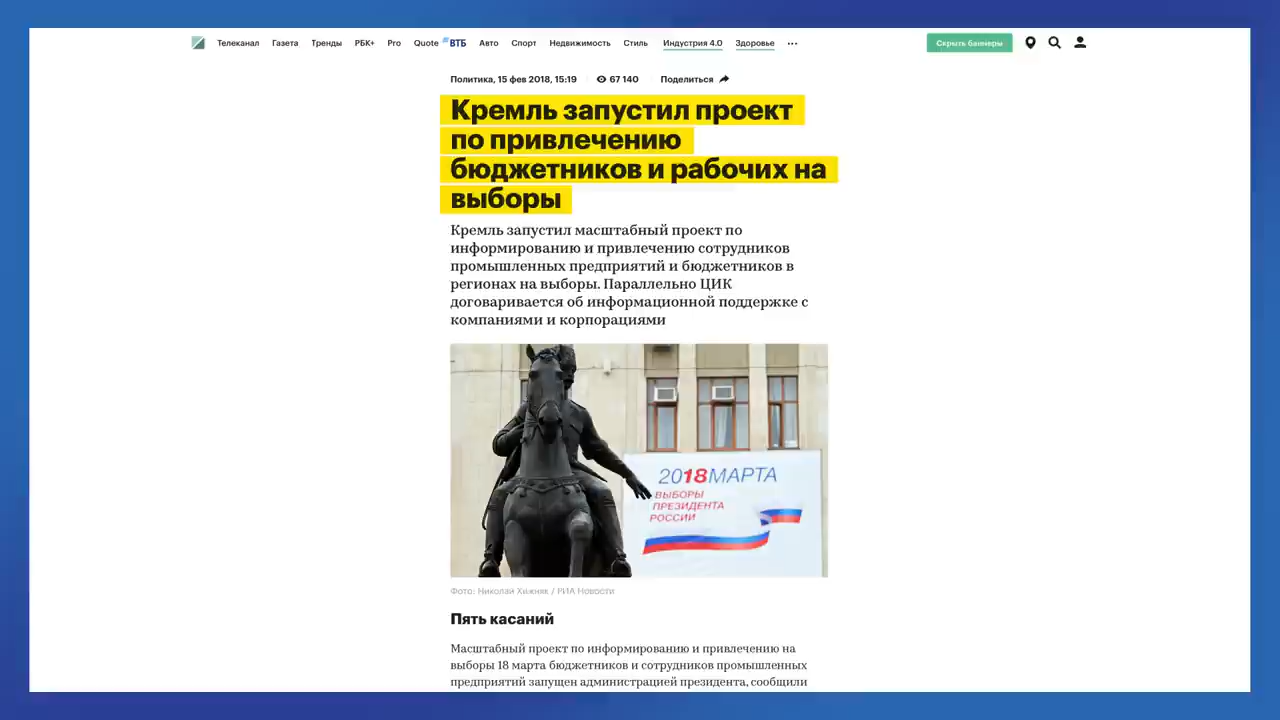 Телеканал Газета Тренды РБК+ Pro Quote ВТБ Авто Спорт Недвижимость Стиль Индустрия 4.0 Здоровье ... Скрыть баннеры
Политика, 15 фев 2018, 15:19 67 140 Поделиться
Кремль запустил проект
по привлечению
бюджетников и рабочих на
выборы
Кремль запустил масштабный проект по
информированию и привлечению сотрудников
промышленных предприятий и бюджетников в
регионах на выборы. Параллельно ЦИК
договаривается об информационной поддержке с
компаниями и корпорациями
2018МАРТА
ВЫБОРЫ
ПРЕЗИДЕНТА
РОССИИ
Фото: Николай Хижняк / РИА Новости
Пять касаний
Масштабный проект по информированию и привлечению на
выборы 18 марта бюджетников и сотрудников промышленных
предприятий запущен администрацией президента, сообщили